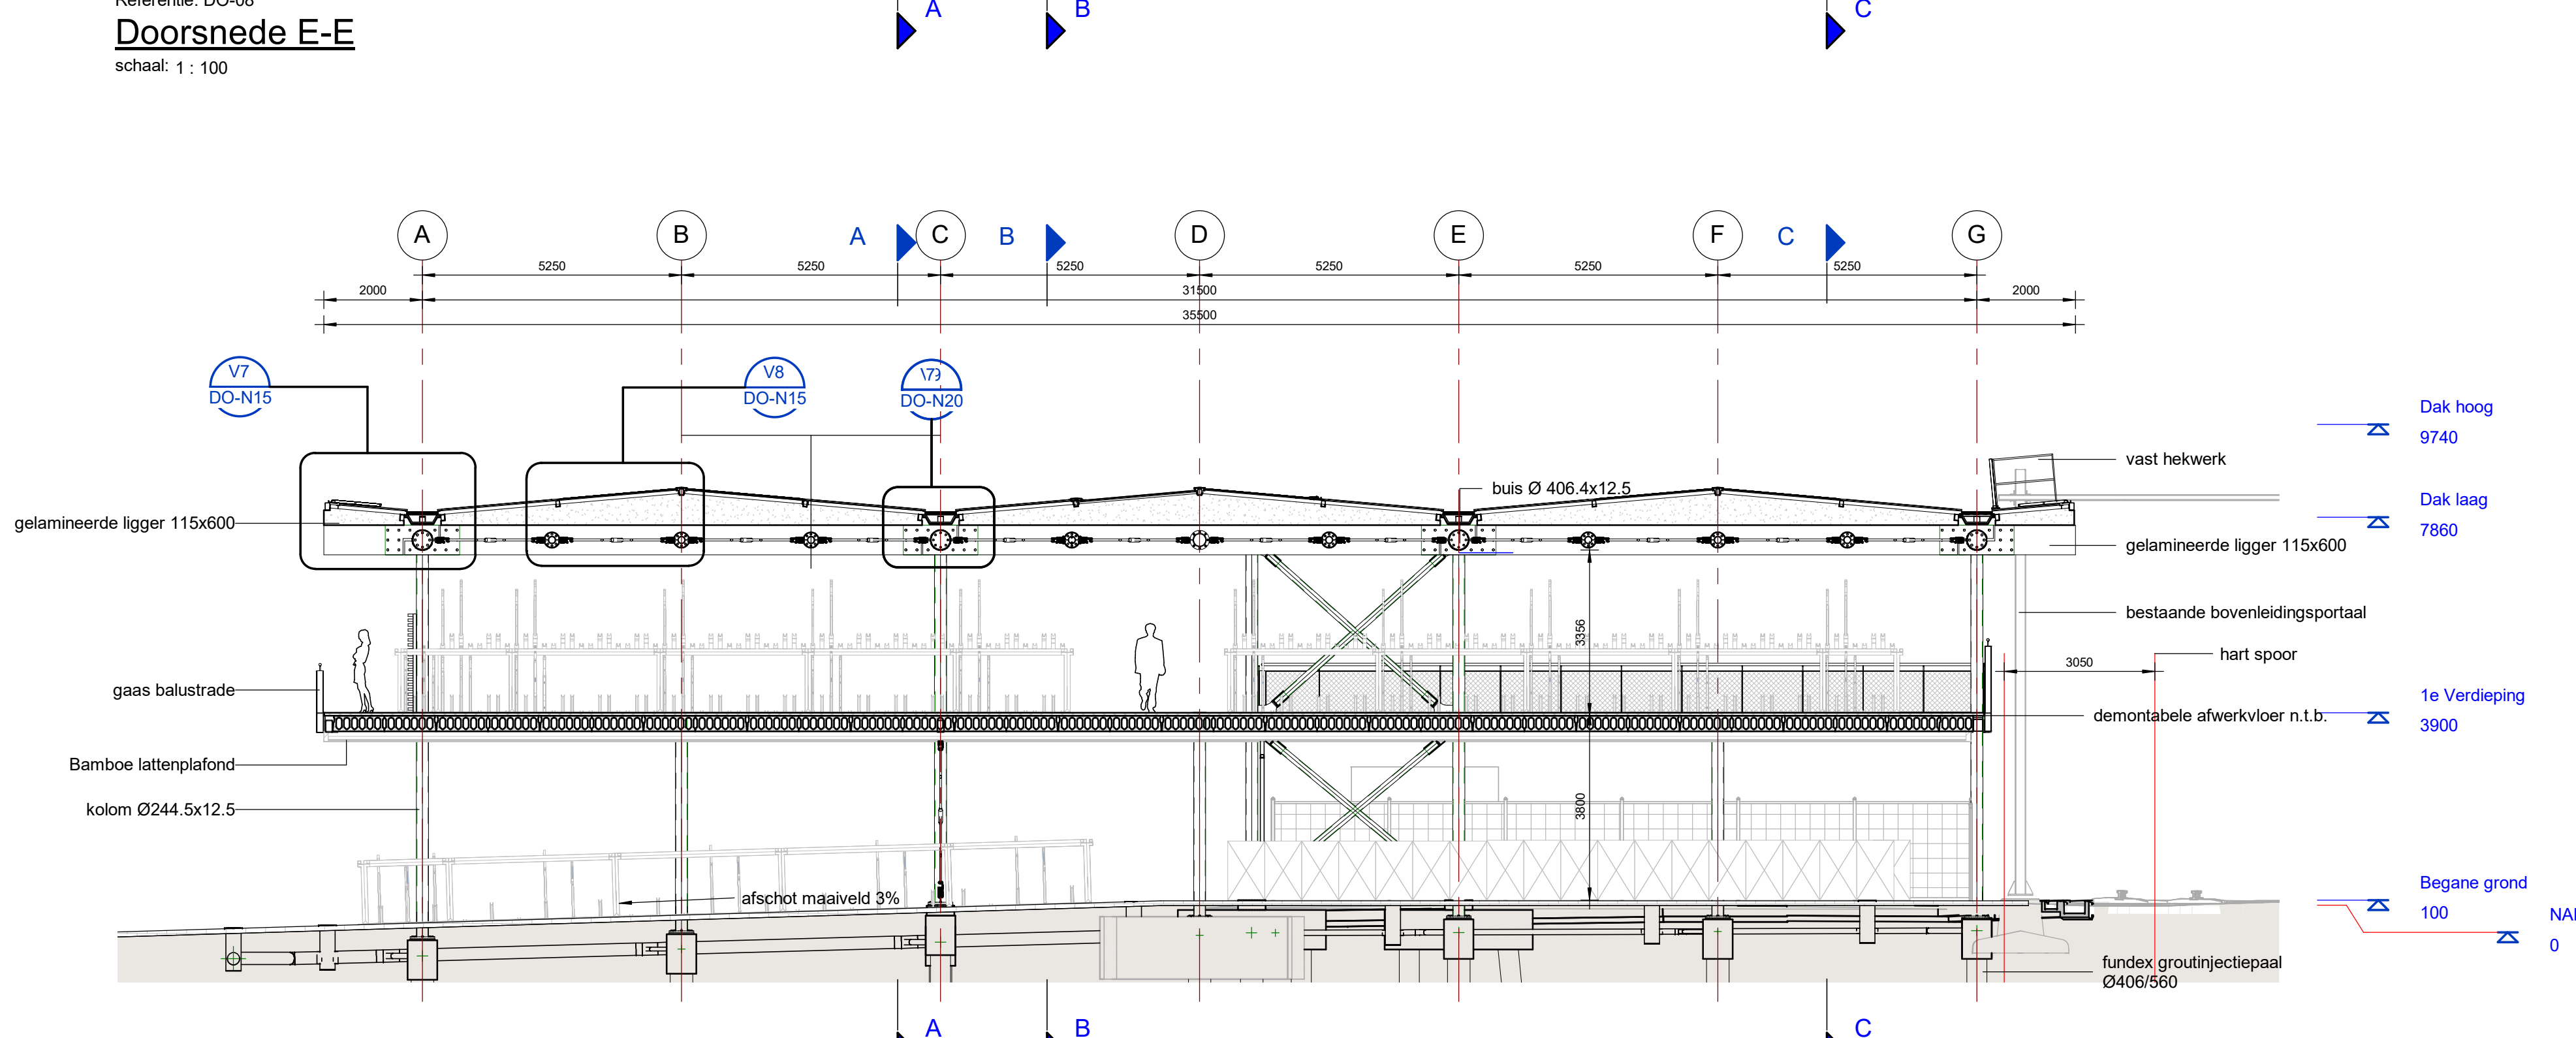 Referentie: DO-08
Doorsnede E-E
schaal: 1 : 100
A
B
C
A
B
C
D
E
F
G
A
B
C
5250
5250
5250
5250
5250
5250
2000
31500
2000
35500
V7
DO-N15
V8
DO-N15
DO-N20
Dak hoog
9740
vast hekwerk
buis Ø 406.4x12.5
Dak laag
7860
gelamineerde ligger 115x600
gelamineerde ligger 115x600
bestaande bovenleidingsportaal
3356
hart spoor
3050
gaas balustrade
1e Verdieping
3900
demontabele afwerkvloer n.t.b.
Bamboe lattenplafond
kolom Ø244.5x12.5
3800
afschot maaiveld 3%
Begane grond
100
0
fundex groutinjectiepaal
Ø406/560
A
B
C